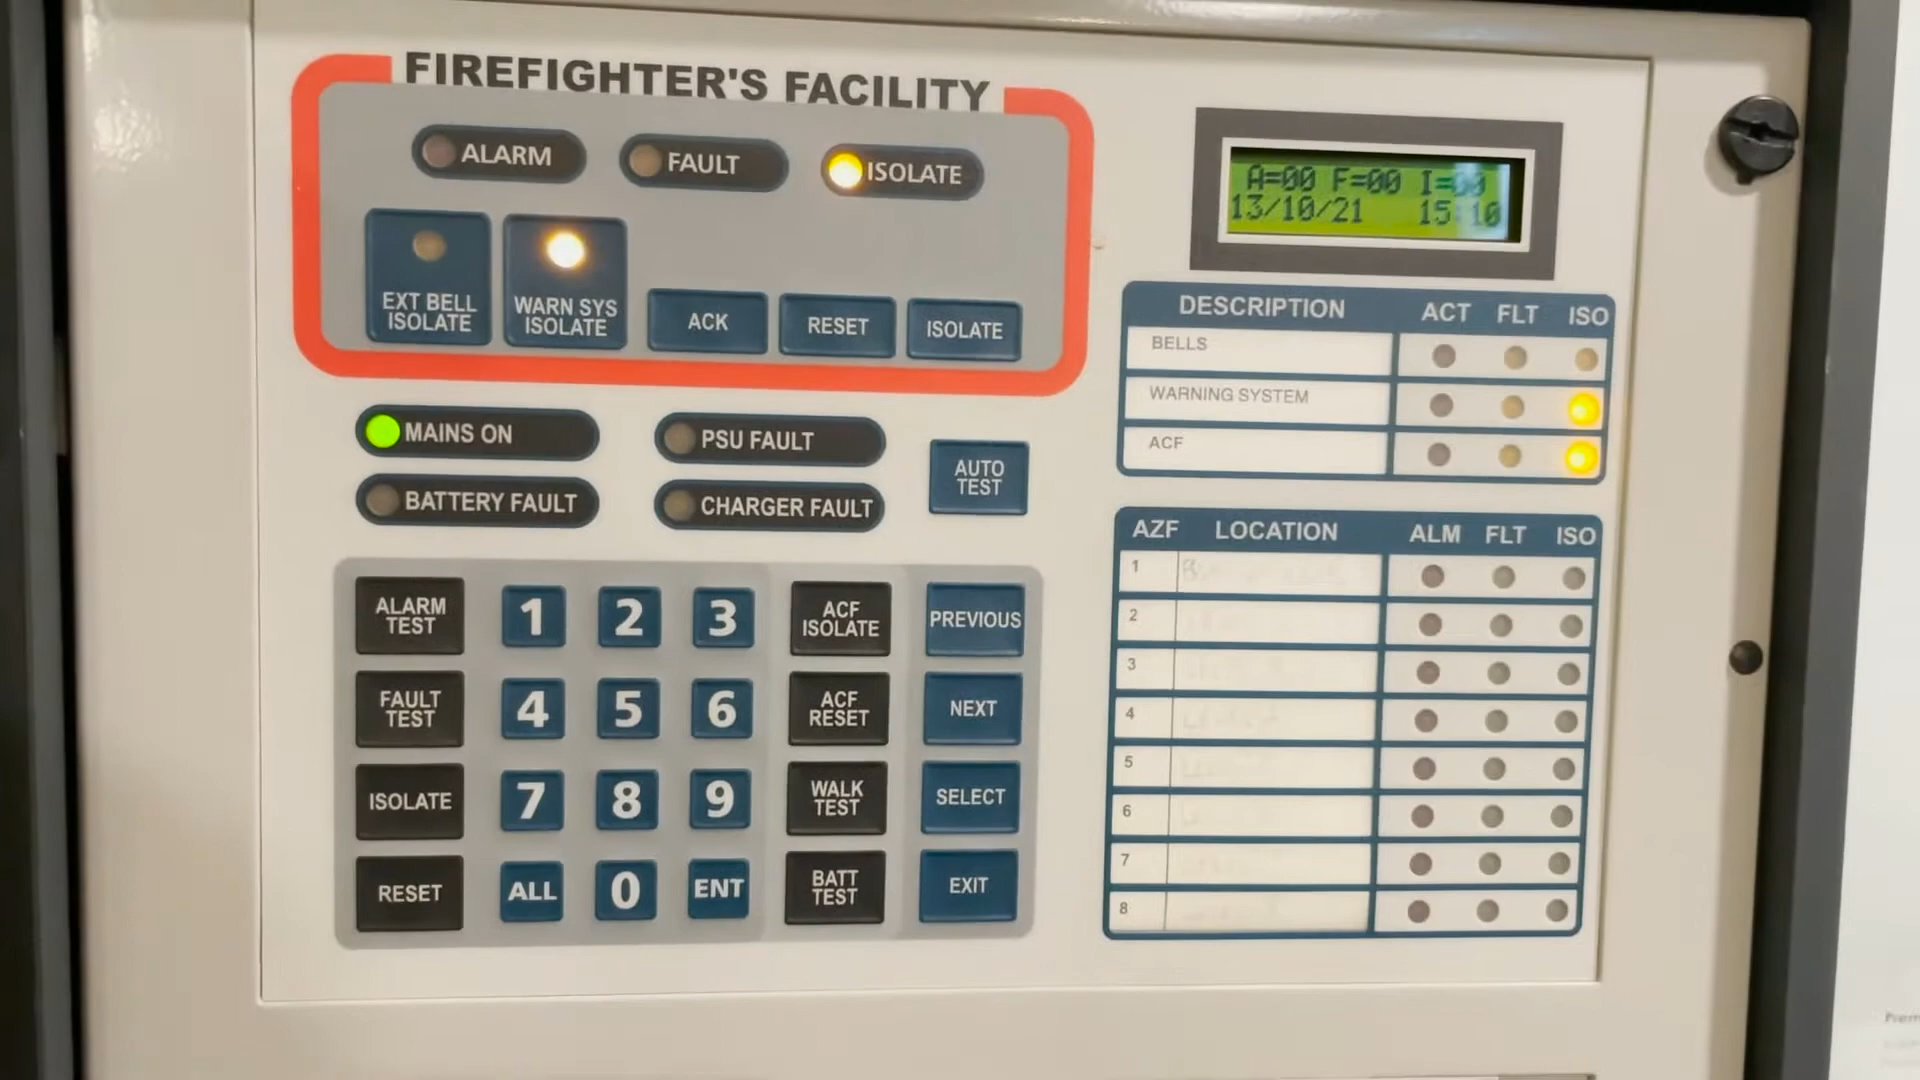 FIREFIGHTER'S FACILITY
ALARM
FAULT
ISOLATE
EXT BELL
ISOLATE
WARN SYS
ISOLATE
ACK
RESET
ISOLATE
MAINS ON
PSU FAULT
BATTERY FAULT
CHARGER FAULT
AUTO
TEST
ALARM
TEST
1 2 3
ACF
ISOLATE
PREVIOUS
FAULT
TEST
4 5 6
ACF
RESET
NEXT
ISOLATE
7 8 9
WALK
TEST
SELECT
RESET
ALL 0 ENT
BATT
TEST
EXIT
A=00 F=00 I=00
13/10/21 15:10
DESCRIPTION ACT FLT ISO
BELLS
WARNING SYSTEM
ACF
AZF LOCATION ALM FLT ISO
1
2
3
4
5
6
7
8